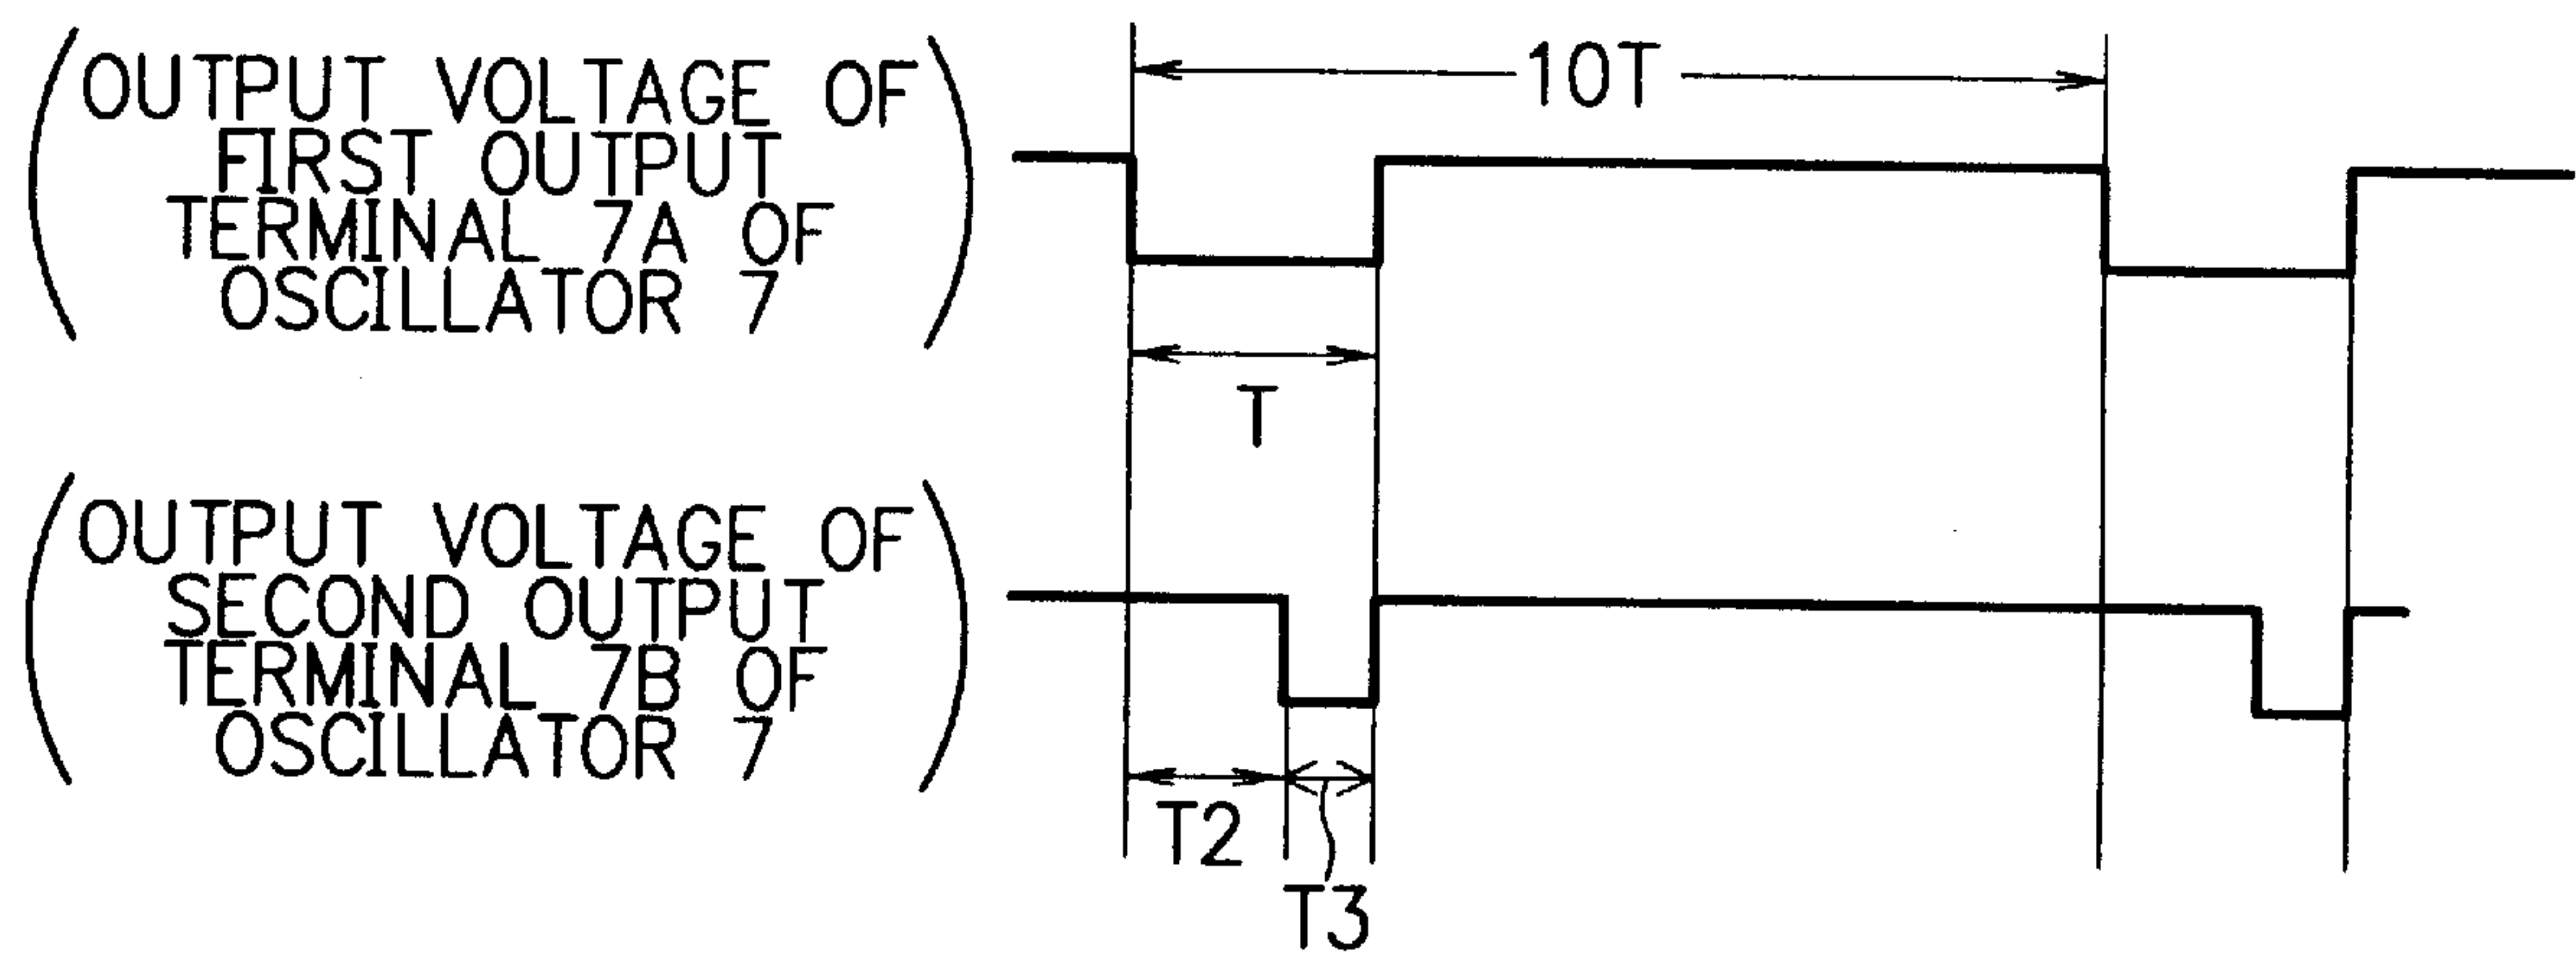 OUTPUT VOLTAGE OF
FIRST OUTPUT
TERMINAL 7A OF
OSCILLATOR 7
10T
T
OUTPUT VOLTAGE OF
SECOND OUTPUT
TERMINAL 7B OF
OSCILLATOR 7
T2
T3